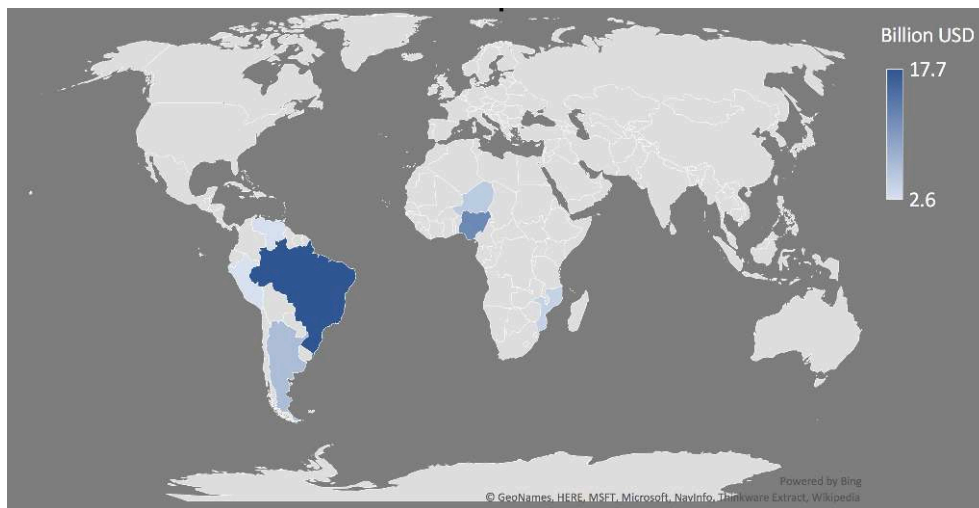 Billion USD
17.7
2.6
Powered by Bing
© GeoNames, HERE, MSFT, Microsoft, NavInfo, Thinkware Extract, Wikipedia